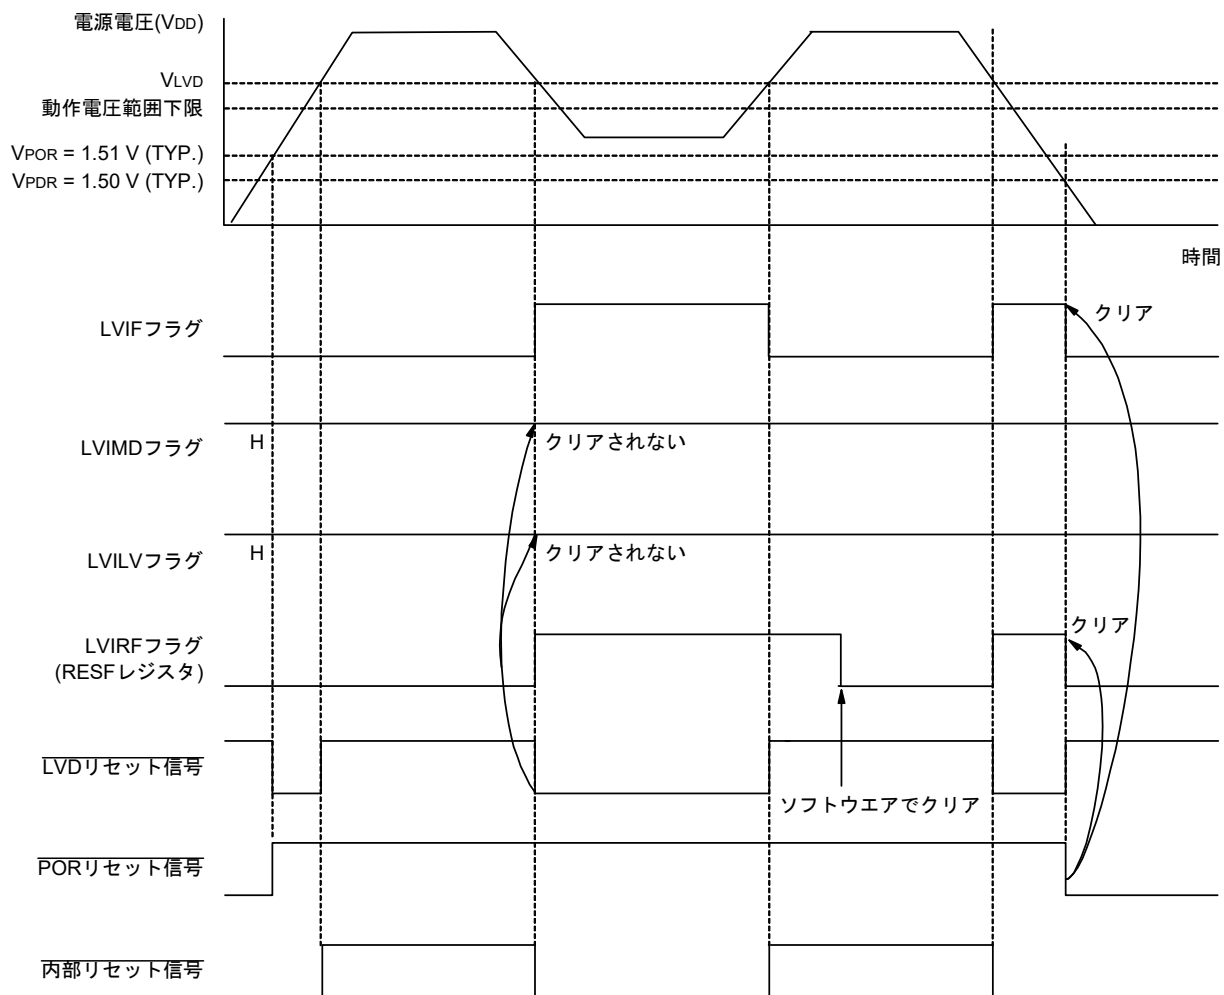 電源電圧(VDD)
VLVD
動作電圧範囲下限
VPOR = 1.51 V (TYP.)
VPDR = 1.50 V (TYP.)
時間
LVIFフラグ
クリア
LVIMDフラグ
H
クリアされない
LVILVフラグ
H
クリアされない
LVIRFフラグ
(RESFレジスタ)
クリア
LVDリセット信号
ソフトウエアでクリア
PORリセット信号
内部リセット信号